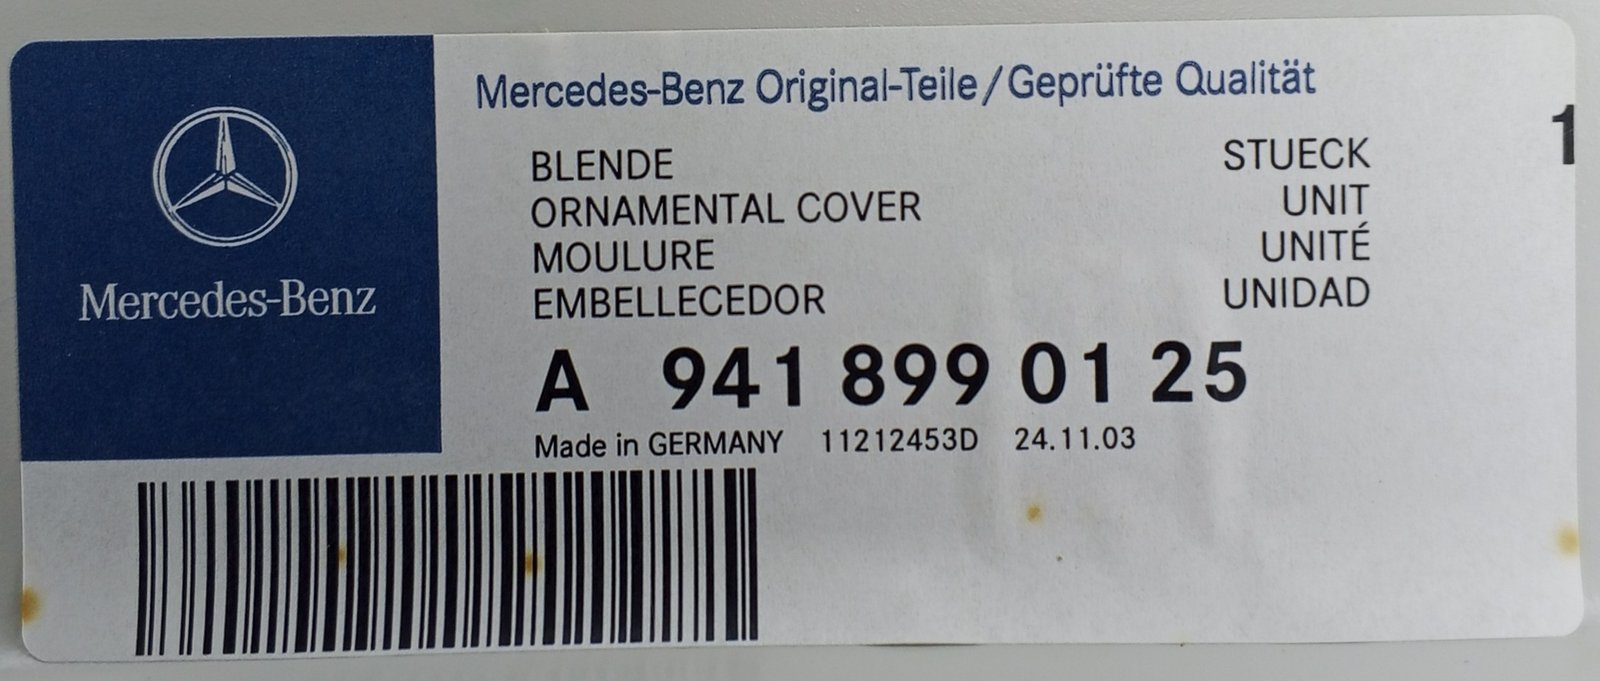 Mercedes-Benz
Mercedes-Benz Original-Teile/Geprüfte Qualität
BLENDE STUECK 1
ORNAMENTAL COVER UNIT
MOULURE UNITÉ
EMBELLECEDOR UNIDAD
A 941 899 01 25
Made in GERMANY 11212453D 24.11.03